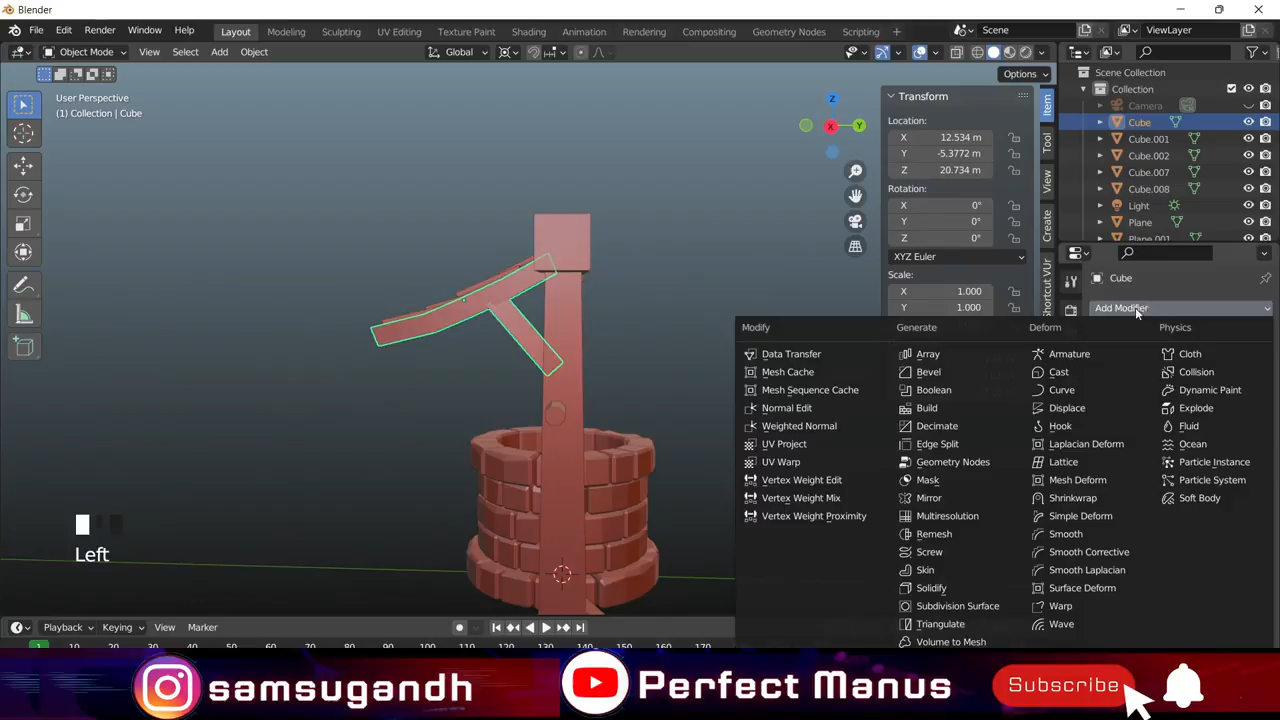 Blender
File Edit Render Window Help Layout Modeling Sculpting UV Editing Texture Paint Shading Animation Rendering Compositing Geometry Nodes Scripting + Scene ViewLayer
Object Mode View Select Add Object Global
Options
User Perspective
(1) Collection | Cube
Z
Y
X
Transform
Location:
X 12.534 m
Y -5.3772 m
Z 20.734 m
Rotation:
X 0°
Y 0°
Z 0°
XYZ Euler
Scale:
X 1.000
Y 1.000
Item
Tool
View
Create
Shortcut VUr
Scene Collection
Collection
Camera
Cube
Cube.001
Cube.002
Cube.007
Cube.008
Light
Plane
Plane.001
Cube
Add Modifier
Modify Generate Deform Physics
Data Transfer Array Armature Cloth
Mesh Cache Bevel Cast Collision
Mesh Sequence Cache Boolean Curve Dynamic Paint
Normal Edit Build Displace Explode
Weighted Normal Decimate Hook Fluid
UV Project Edge Split Laplacian Deform Ocean
UV Warp Geometry Nodes Lattice Particle Instance
Vertex Weight Edit Mask Mesh Deform Particle System
Vertex Weight Mix Mirror Shrinkwrap Soft Body
Vertex Weight Proximity Multiresolution Simple Deform
Remesh Smooth
Screw Smooth Corrective
Skin Smooth Laplacian
Solidify Surface Deform
Subdivision Surface Warp
Triangulate Wave
Volume to Mesh
Left
Playback Keying View Marker
samsugandh Perfect Manus Subscribe